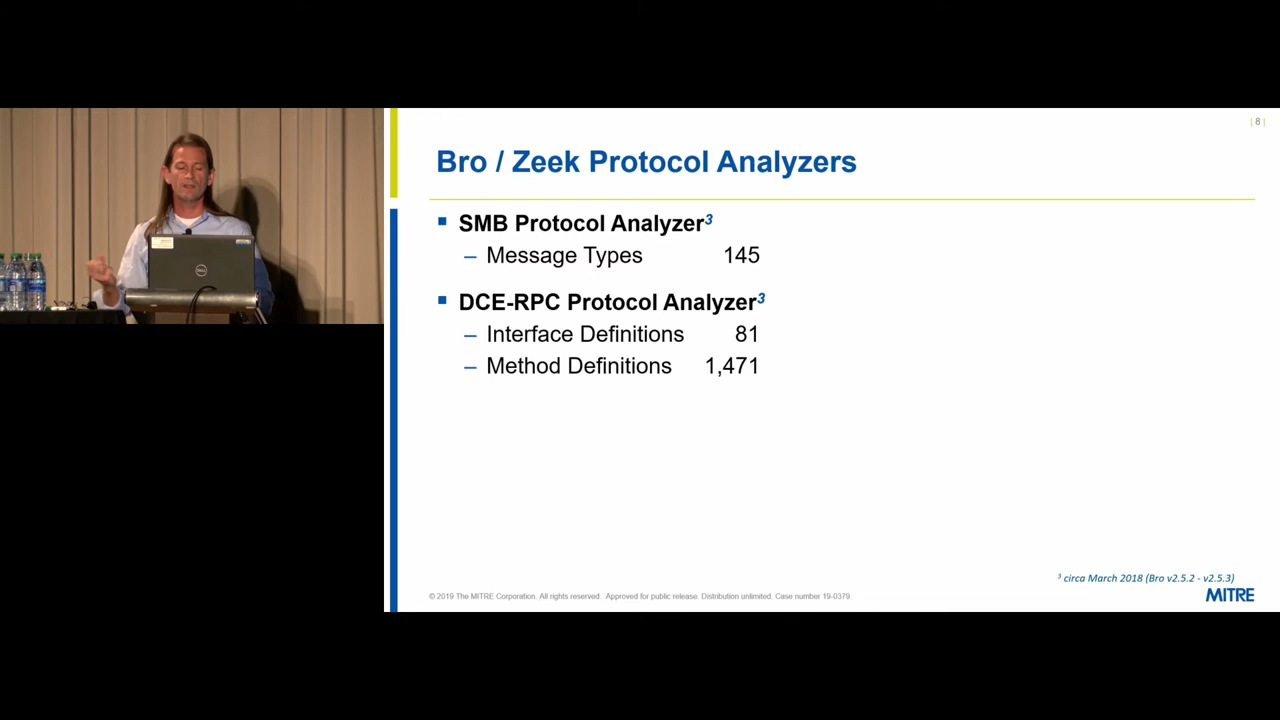 | 8 |
Bro / Zeek Protocol Analyzers
▪ SMB Protocol Analyzer³
– Message Types 145
▪ DCE-RPC Protocol Analyzer³
– Interface Definitions 81
– Method Definitions 1,471
³ circa March 2018 (Bro v2.5.2 - v2.5.3)
© 2019 The MITRE Corporation. All rights reserved. Approved for public release. Distribution unlimited. Case number 19-0379
MITRE
DELL